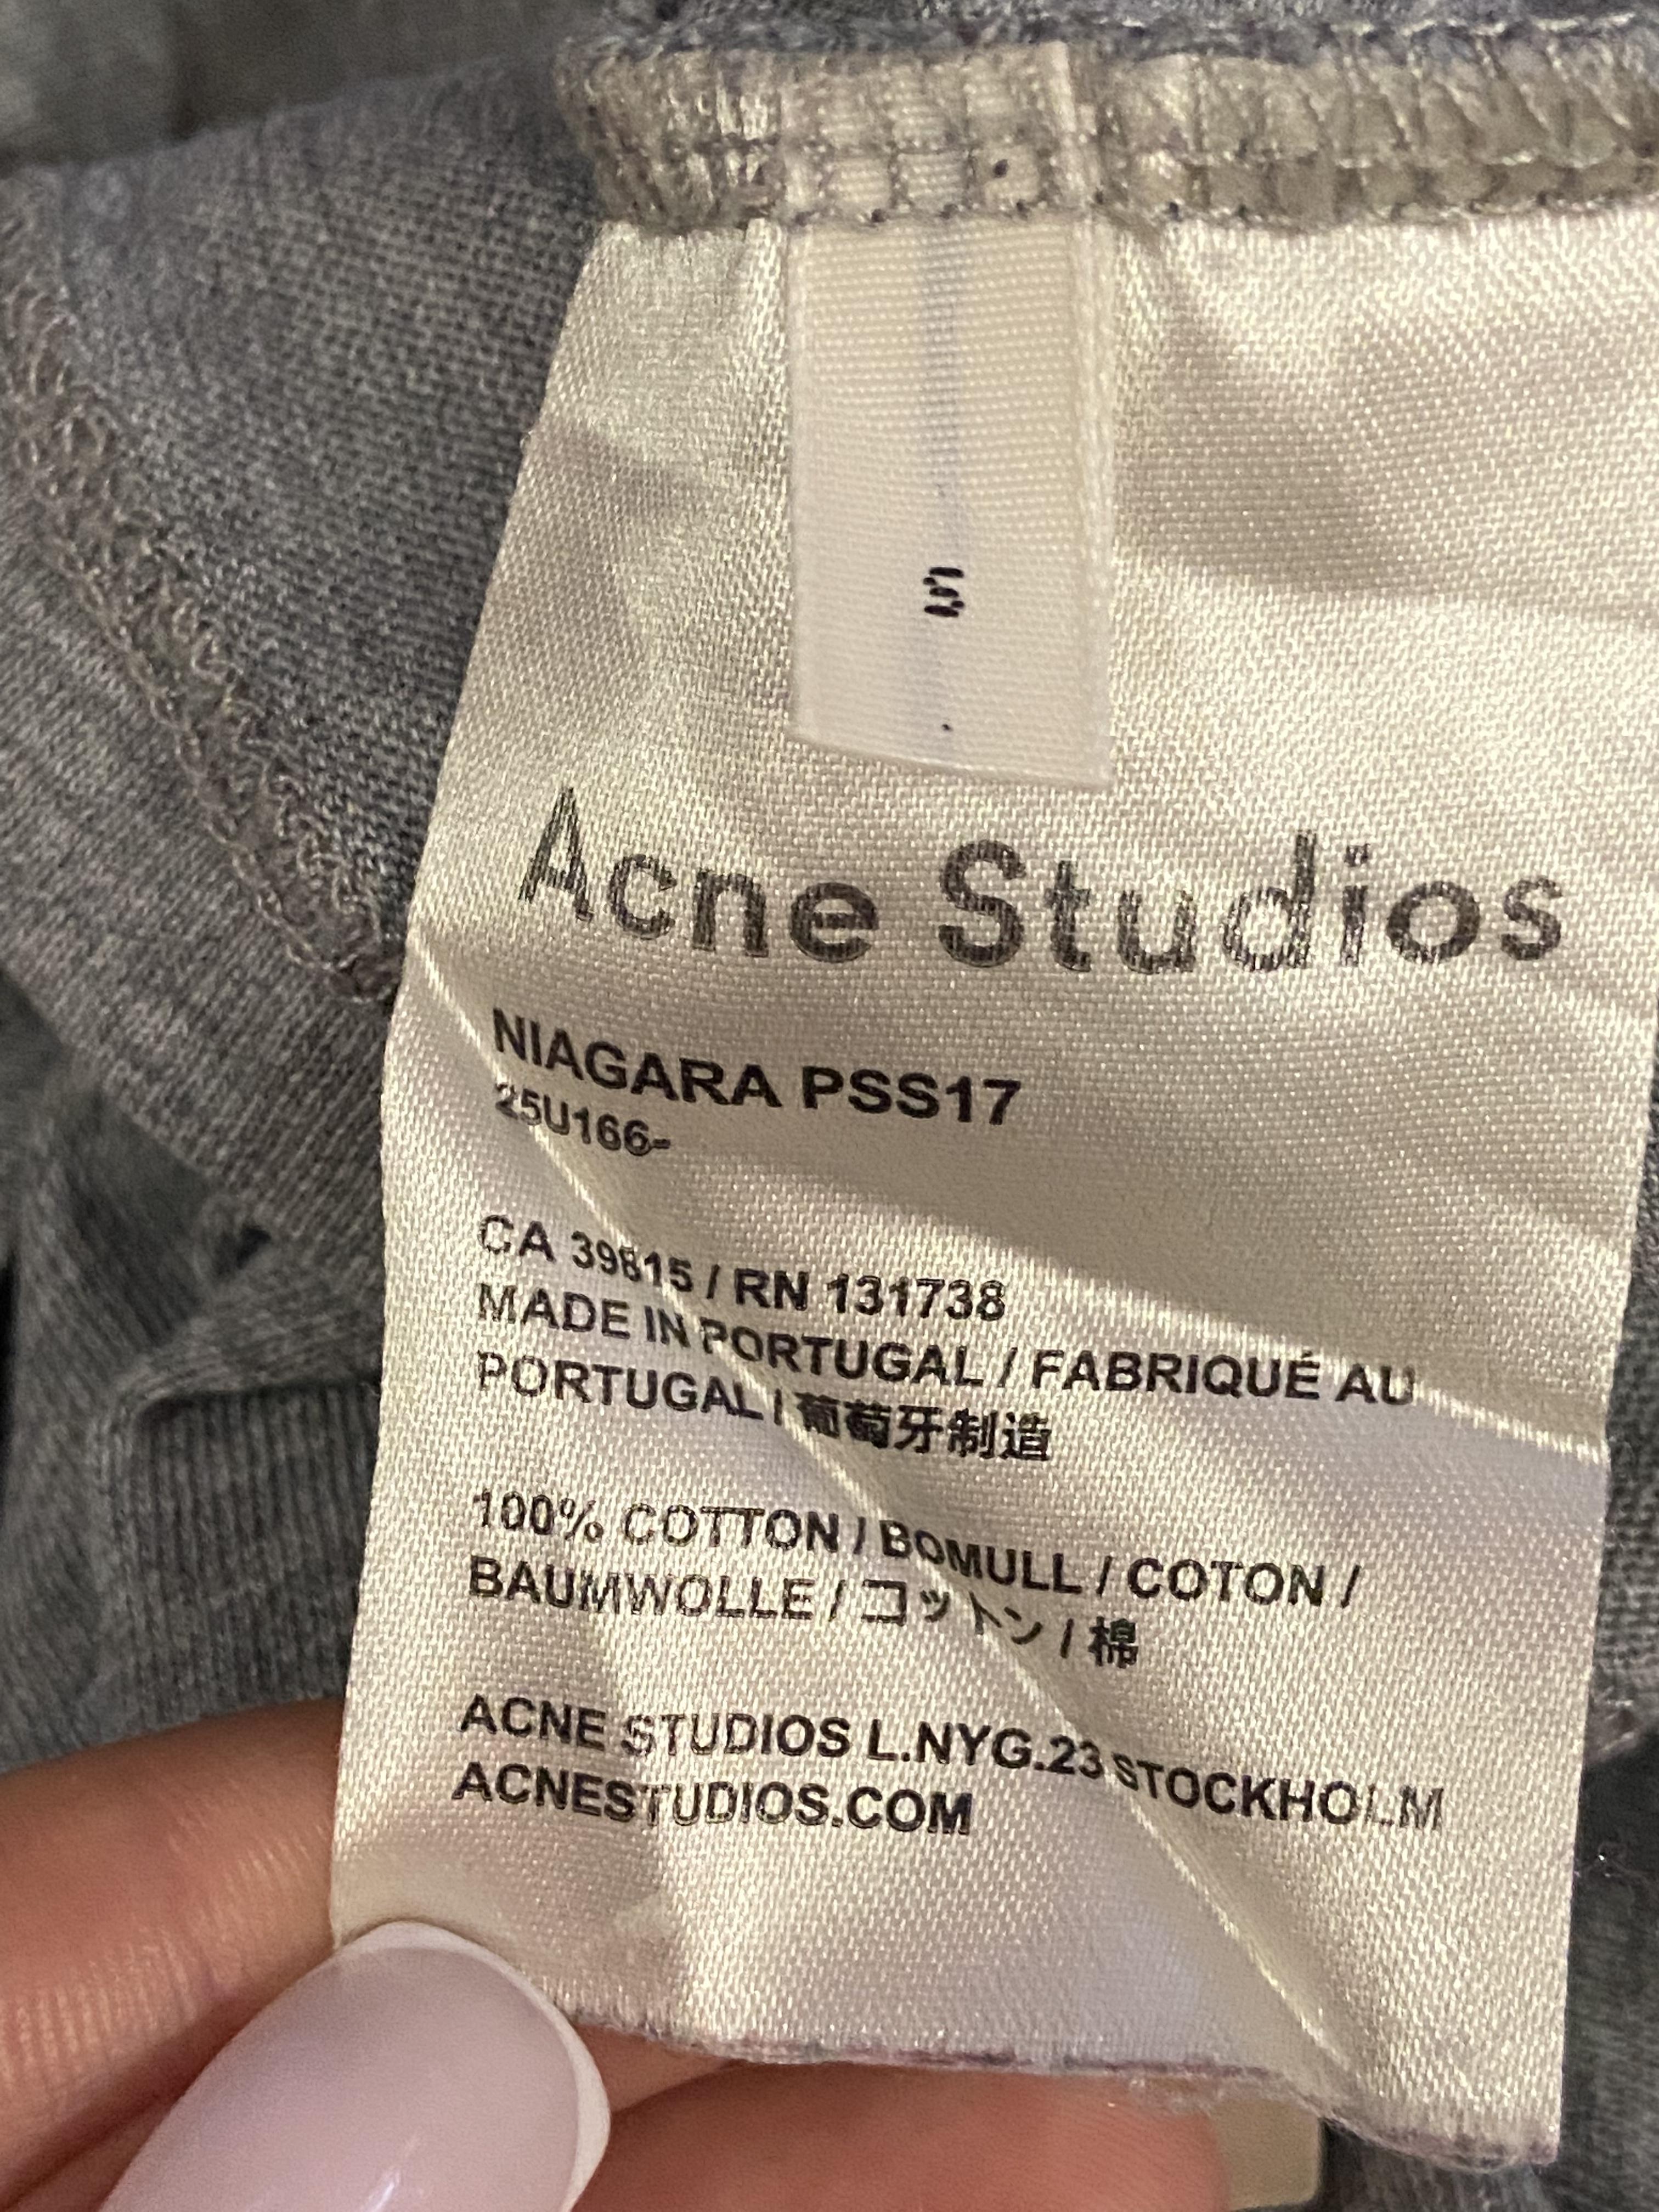 Acne Studios
NIAGARA PSS17
25U166-
CA 39815 / RN 131738
MADE IN PORTUGAL / FABRIQUÉ AU
PORTUGAL / 葡萄牙制造
100% COTTON / BOMULL / COTON /
BAUMWOLLE / コットン / 棉
ACNE STUDIOS L.NYG.23 STOCKHOLM
ACNESTUDIOS.COM